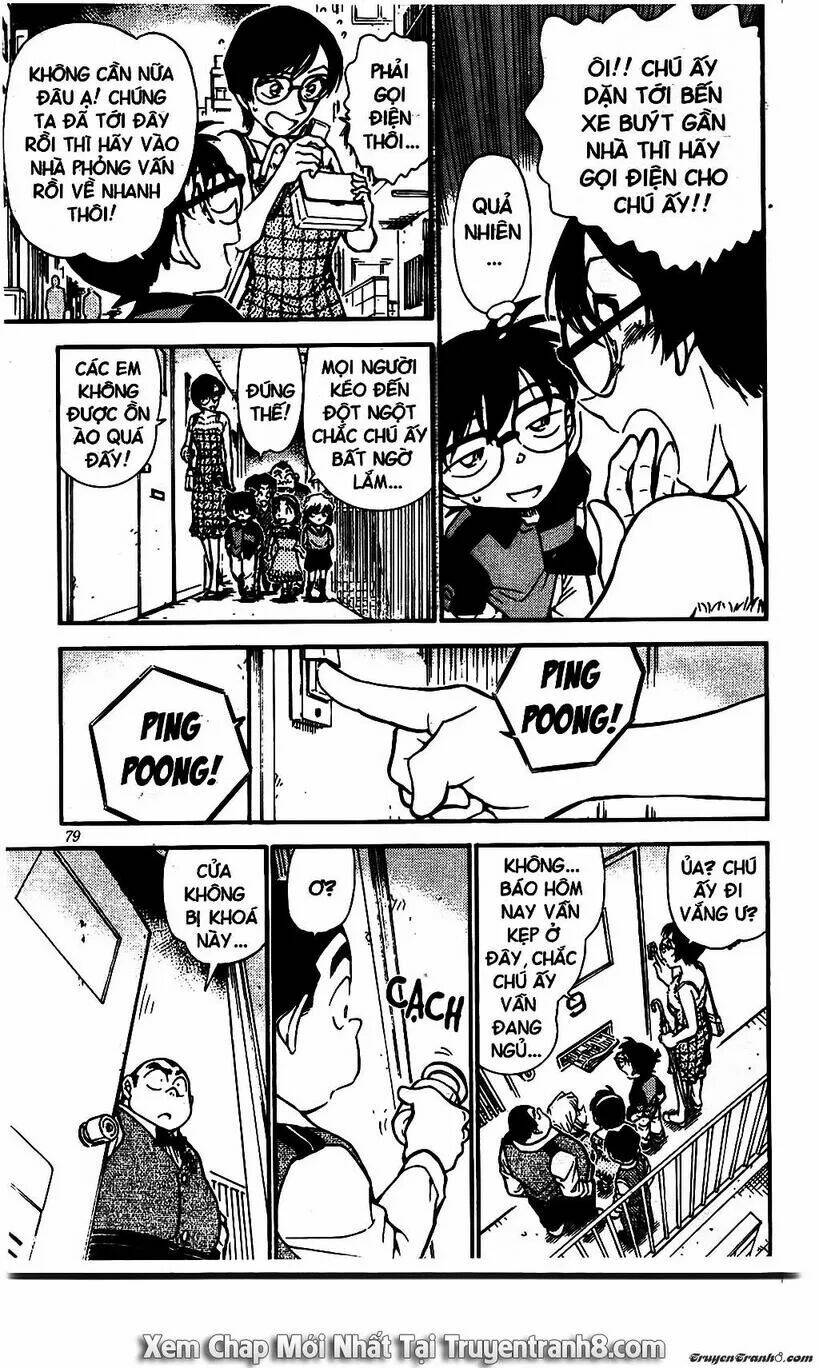 ÔI!! CHÚ ẤY
DẶN TỚI BẾN
XE BUÝT GẦN
NHÀ THÌ HÃY
GỌI ĐIỆN CHO
CHÚ ẤY!!
QUẢ
NHIÊN
...
PHẢI
GỌI
ĐIỆN
THÔI...
KHÔNG CẦN NỮA
ĐÂU Ạ! CHÚNG
TA ĐÃ TỚI ĐÂY
RỒI THÌ HÃY VÀO
NHÀ PHỎNG VẤN
RỒI VỀ NHANH
THÔI!
MỌI NGƯỜI
KÉO ĐẾN
ĐỘT NGỘT
CHẮC CHÚ ẤY
BẤT NGỜ
LẮM...
ĐÚNG
THẾ!
CÁC EM
KHÔNG
ĐƯỢC ỒN
ÀO QUÁ
ĐẤY!
PING
POONG!
PING
POONG!
79
ỦA? CHÚ
ẤY ĐI
VẮNG Ư?
KHÔNG...
BÁO HÔM
NAY VẪN
KẸP Ở
ĐÂY, CHẮC
CHÚ ẤY
VẪN
ĐANG
NGỦ...
9
Ơ?
CẠCH
CỬA
KHÔNG
BỊ KHOÁ
NÀY...
Xem Chap Mới Nhất Tại Truyentranh8.com
TruyenTranh8.com